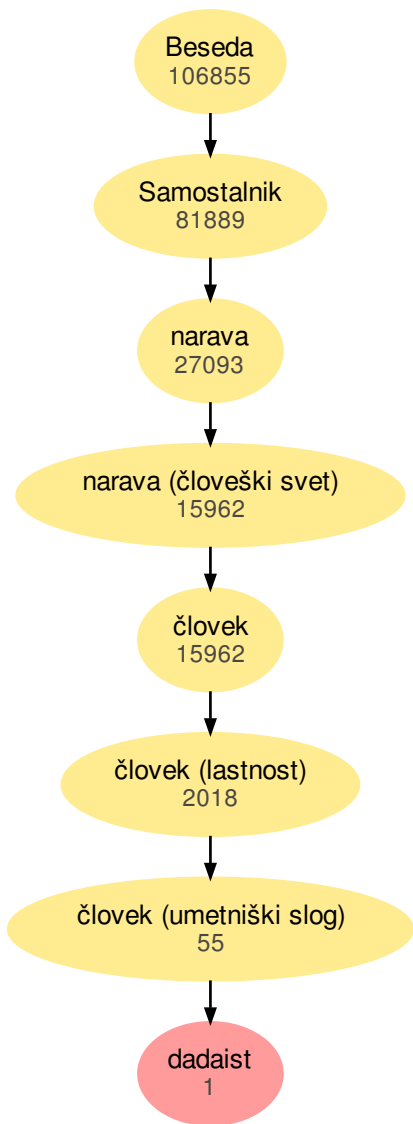 Beseda
106855
Samostalnik
81889
narava
27093
narava (človeški svet)
15962
človek
15962
človek (lastnost)
2018
človek (umetniški slog)
55
dadaist
1